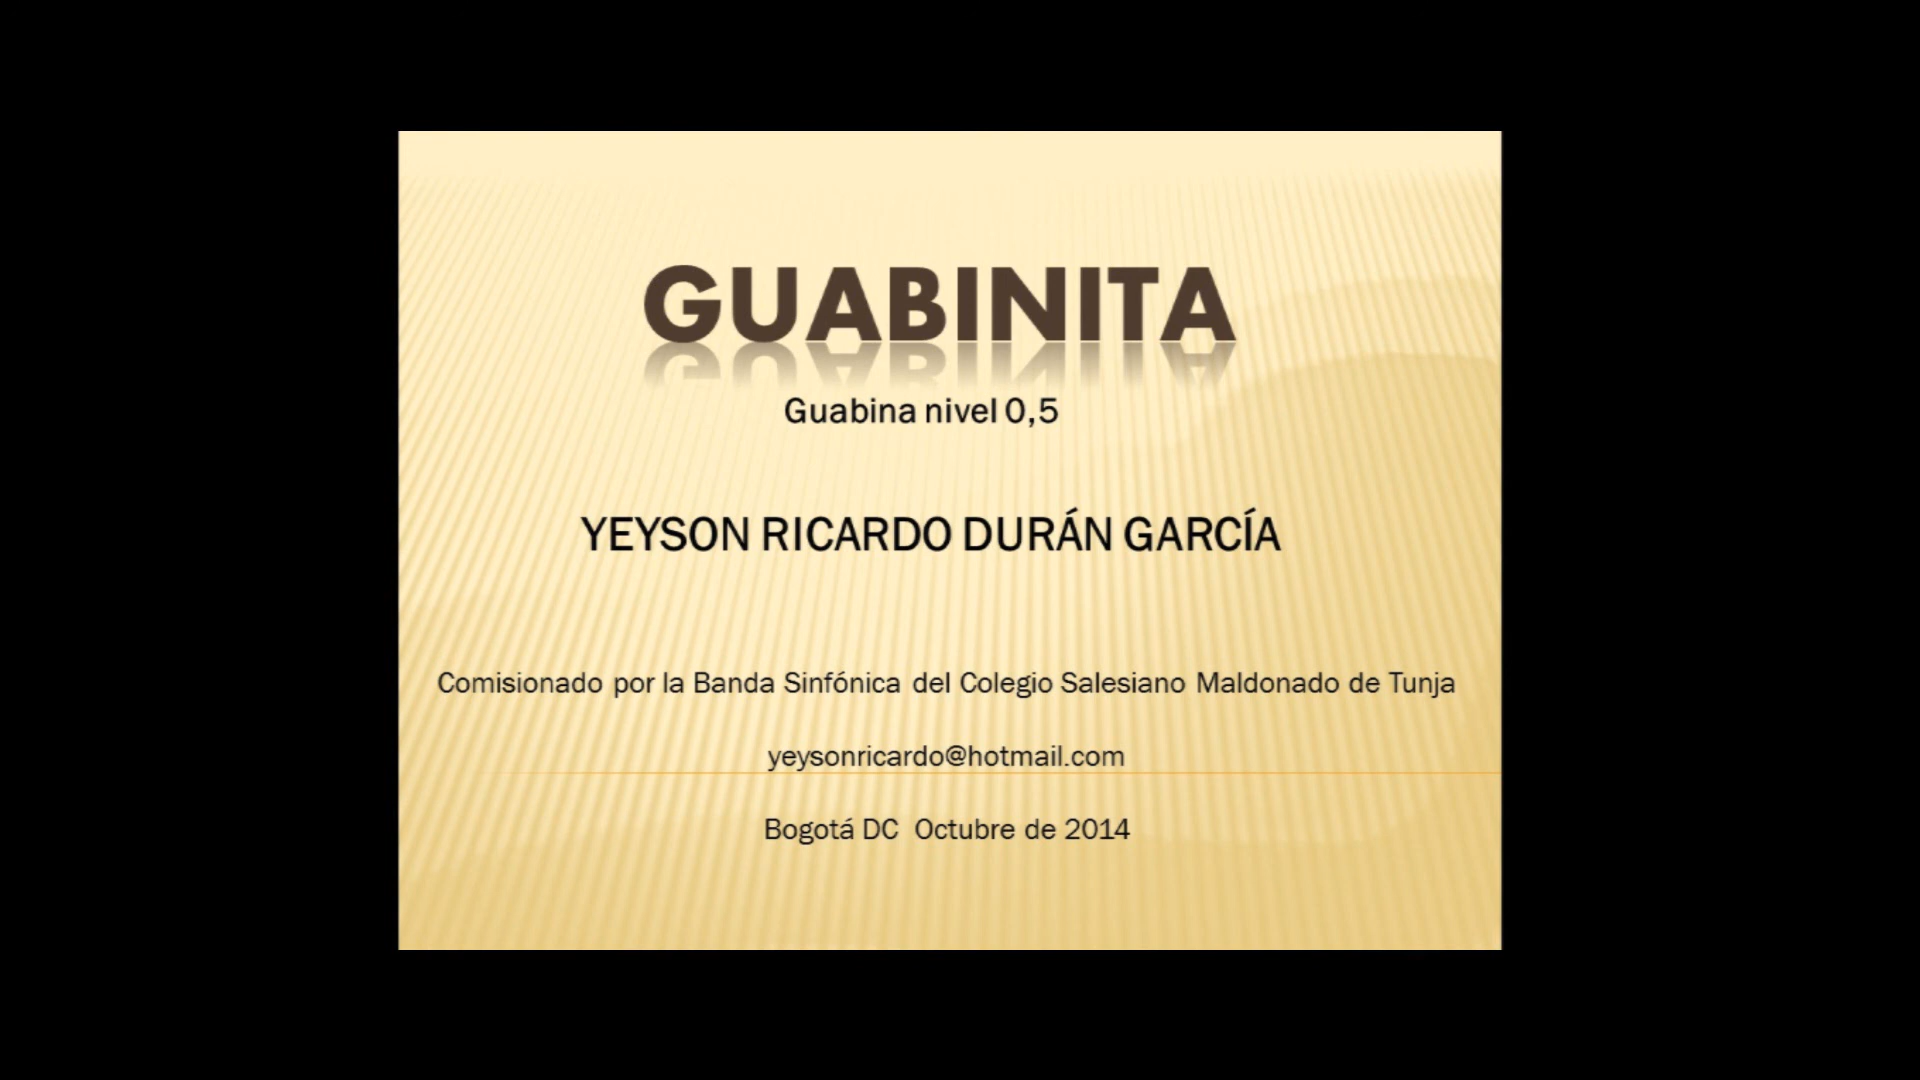 GUABINITA
Guabina nivel 0,5
YEYSON RICARDO DURÁN GARCÍA
Comisionado por la Banda Sinfónica del Colegio Salesiano Maldonado de Tunja
yeysonricardo@hotmail.com
Bogotá DC  Octubre de 2014